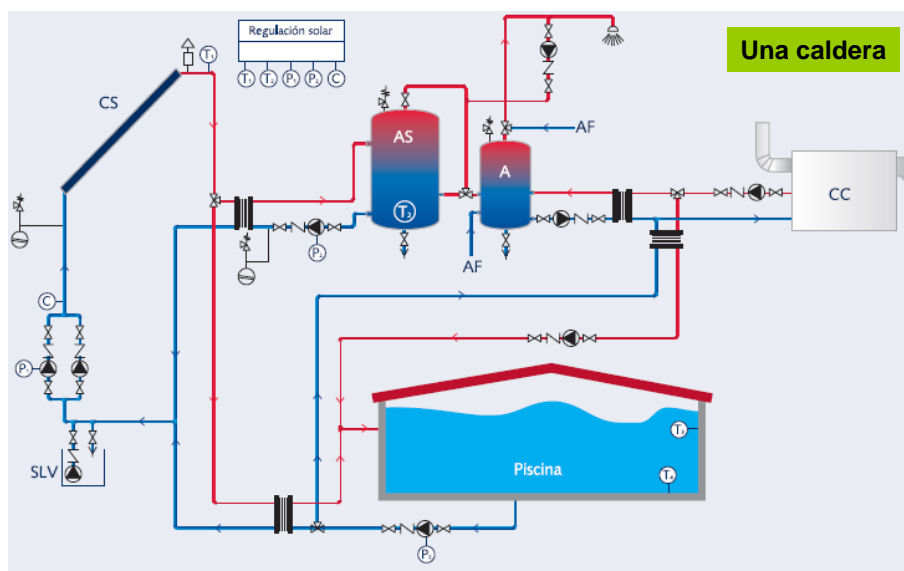 Regulación solar
T₁ T₂ P₁ P₂ C
Una caldera
T₁
CS
AS
T₂
A
AF
AF
CC
P₂
C
P₁
SLV
Piscina
T₃
T₄
P₃